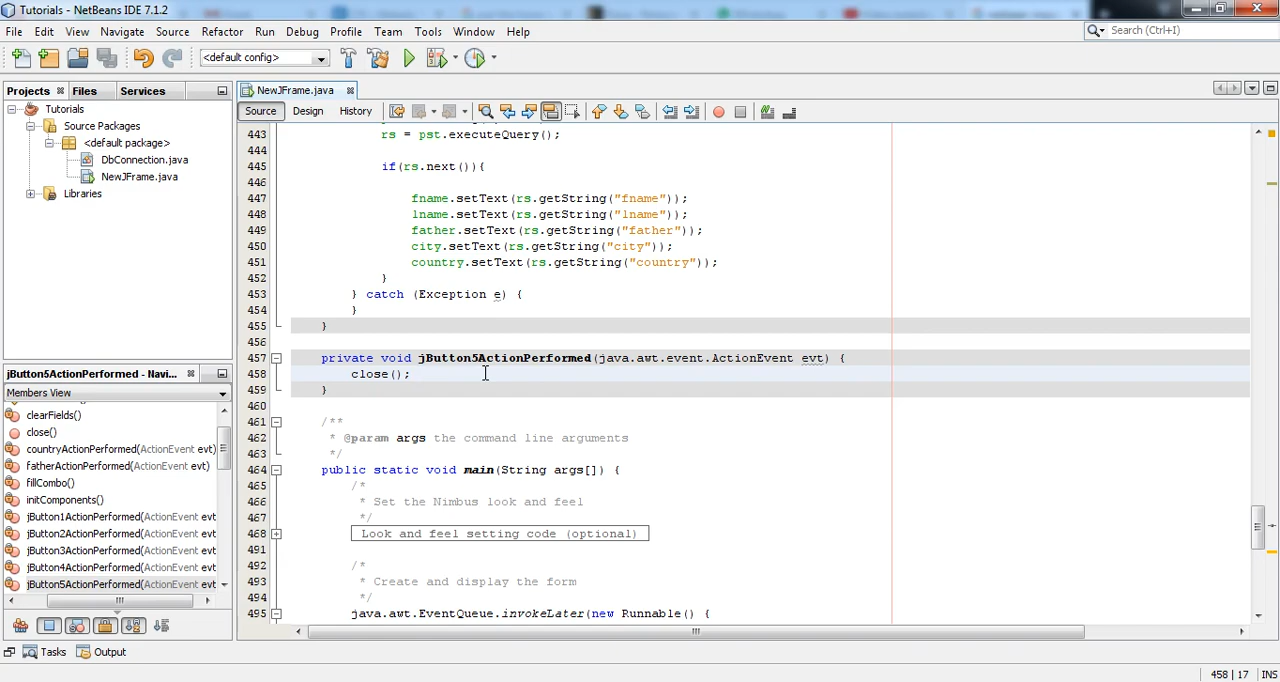 Tutorials - NetBeans IDE 7.1.2
File Edit View Navigate Source Refactor Run Debug Profile Team Tools Window Help
Search (Ctrl+I)
<default config>
Projects Files Services
NewJFrame.java
Source Design History
Tutorials
Source Packages
<default package>
DbConnection.java
NewJFrame.java
Libraries
jButton5ActionPerformed - Navi...
Members View
clearFields()
close()
countryActionPerformed(ActionEvent evt)
fatherActionPerformed(ActionEvent evt)
fillCombo()
initComponents()
jButton1ActionPerformed(ActionEvent evt
jButton2ActionPerformed(ActionEvent evt
jButton3ActionPerformed(ActionEvent evt
jButton4ActionPerformed(ActionEvent evt
jButton5ActionPerformed(ActionEvent evt
443 rs = pst.executeQuery();
444
445 if(rs.next()){
446
447 fname.setText(rs.getString("fname"));
448 lname.setText(rs.getString("lname"));
449 father.setText(rs.getString("father"));
450 city.setText(rs.getString("city"));
451 country.setText(rs.getString("country"));
452 }
453 } catch (Exception e) {
454 }
455 }
456
457 private void jButton5ActionPerformed(java.awt.event.ActionEvent evt) {
458 close();
459 }
460
461 /**
462 * @param args the command line arguments
463 */
464 public static void main(String args[]) {
465 /*
466 * Set the Nimbus look and feel
467 */
468 Look and feel setting code (optional)
491
492 /*
493 * Create and display the form
494 */
495 java.awt.EventQueue.invokeLater(new Runnable() {
Tasks Output
458 | 17 INS